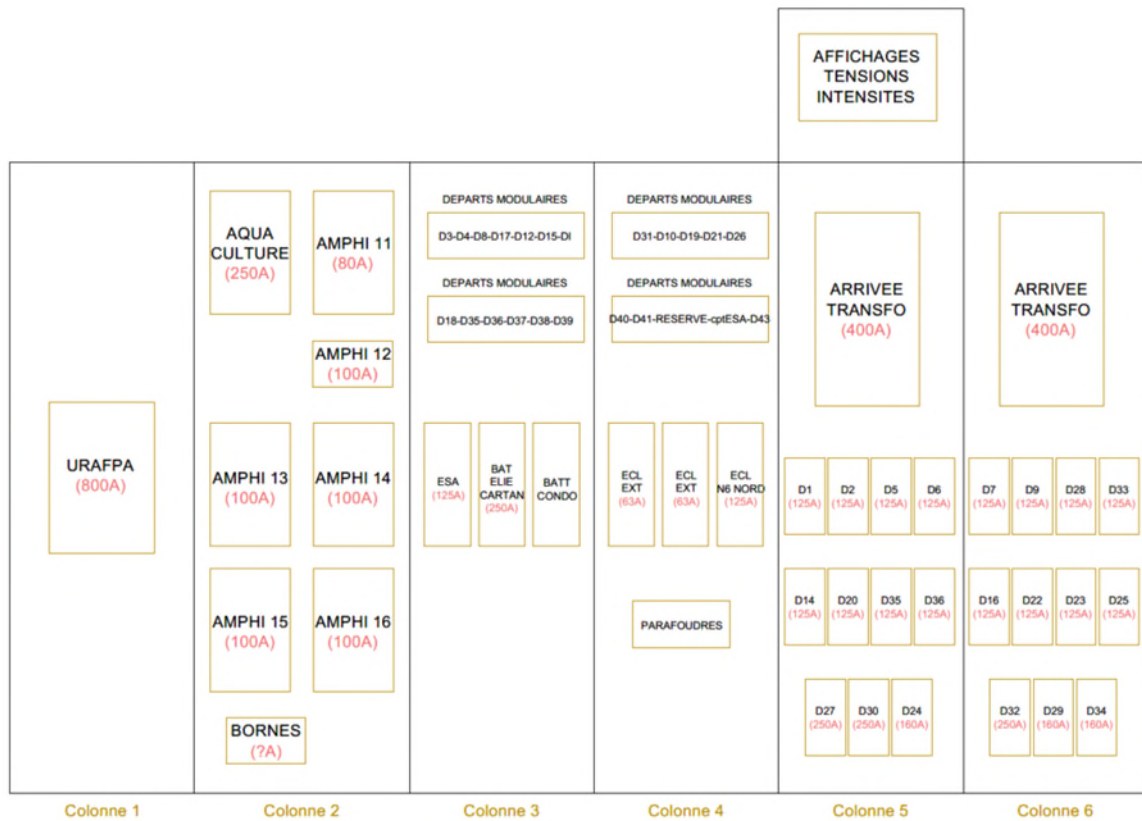 AFFICHAGES
TENSIONS
INTENSITES
URAFPA
(800A)
AQUA
CULTURE
(250A)
AMPHI 11
(80A)
AMPHI 12
(100A)
AMPHI 13
(100A)
AMPHI 14
(100A)
AMPHI 15
(100A)
AMPHI 16
(100A)
BORNES
(?A)
DEPARTS MODULAIRES
D3-D4-D8-D17-D12-D15-DI
DEPARTS MODULAIRES
D18-D35-D36-D37-D38-D39
ESA
(125A)
BAT
ELIE
CARTAN
(250A)
BATT
CONDO
DEPARTS MODULAIRES
D31-D10-D19-D21-D26
DEPARTS MODULAIRES
D40-D41-RESERVE-cptESA-D43
ECL
EXT
(63A)
ECL
EXT
(63A)
ECL
N6 NORD
(125A)
PARAFOUDRES
ARRIVEE
TRANSFO
(400A)
D1
(125A)
D2
(125A)
D5
(125A)
D6
(125A)
D14
(125A)
D20
(125A)
D35
(125A)
D36
(125A)
D27
(250A)
D30
(250A)
D24
(160A)
ARRIVEE
TRANSFO
(400A)
D7
(125A)
D9
(125A)
D28
(125A)
D33
(125A)
D16
(125A)
D22
(125A)
D23
(125A)
D25
(125A)
D32
(250A)
D29
(160A)
D34
(160A)
Colonne 1
Colonne 2
Colonne 3
Colonne 4
Colonne 5
Colonne 6